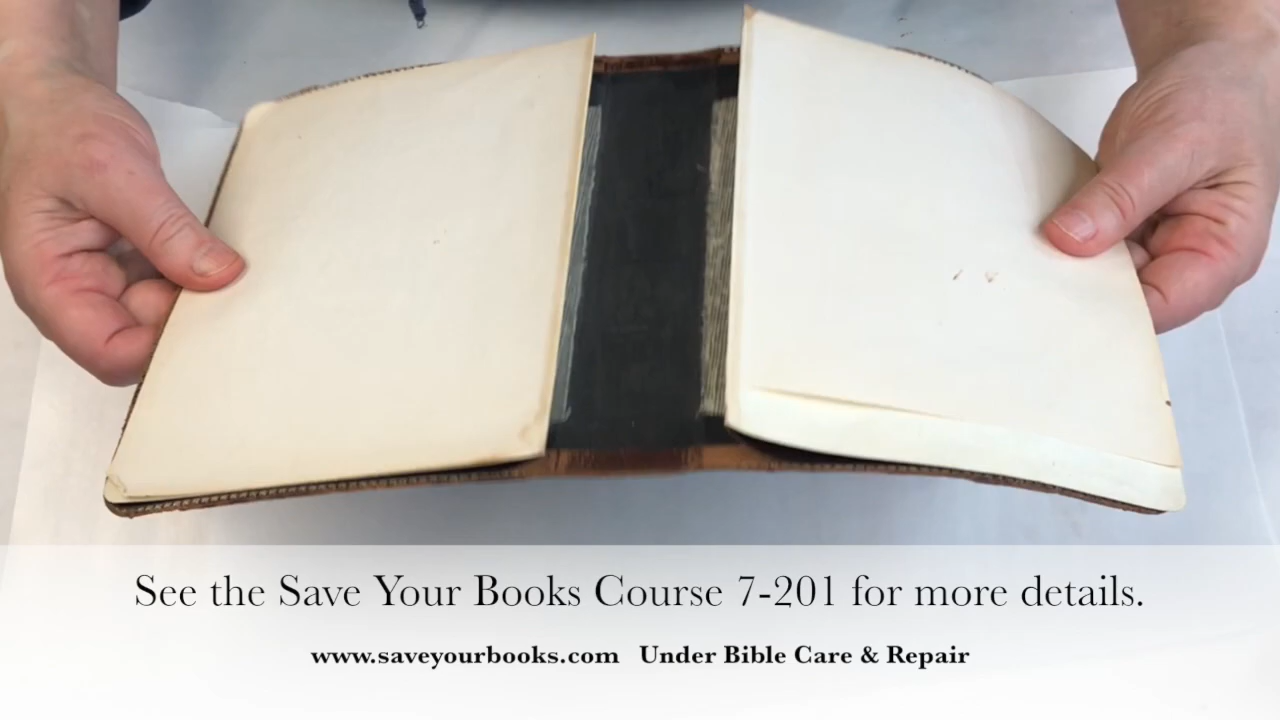 See the Save Your Books Course 7-201 for more details.
www.saveyourbooks.com Under Bible Care & Repair